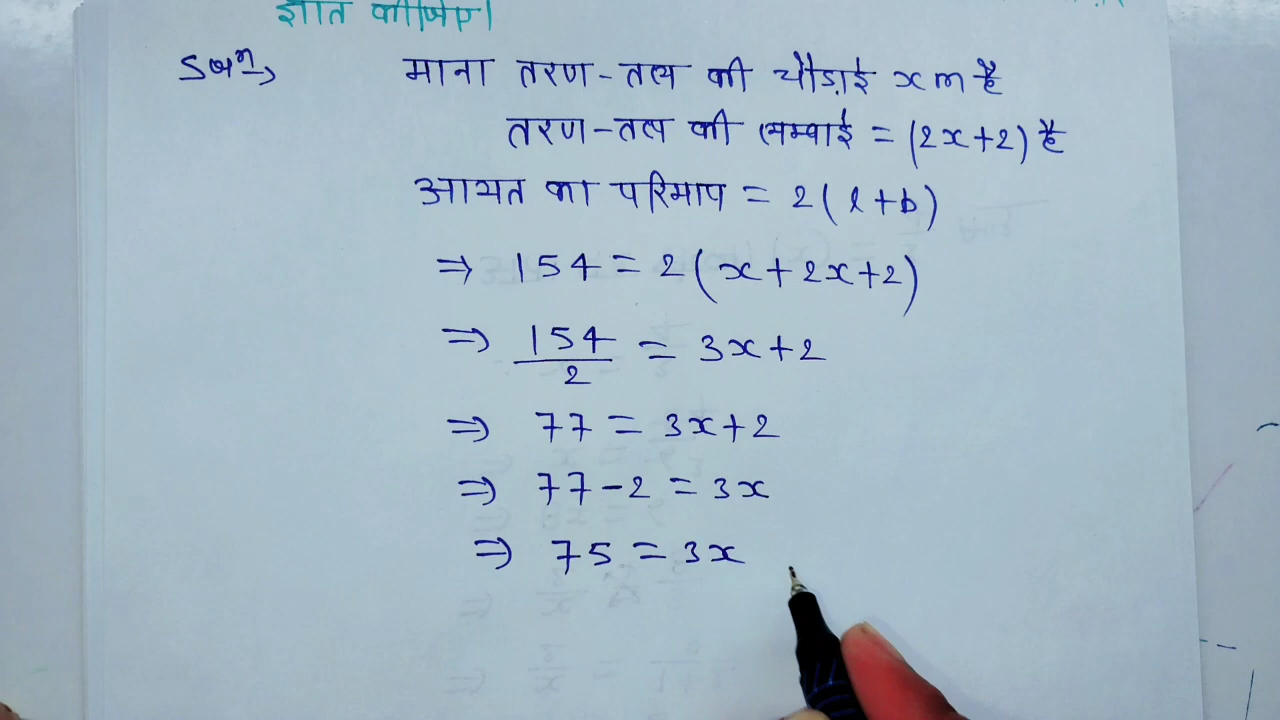 ज्ञात कीजिए।
Solⁿ→ माना तरण-ताल की चौड़ाई x m है
तरण-ताल की लम्बाई = (2x+2) है
आयत का परिमाप = 2(l+b)
⇒ 154 = 2(x+2x+2)
⇒ 154/2 = 3x+2
⇒ 77 = 3x+2
⇒ 77-2 = 3x
⇒ 75 = 3x